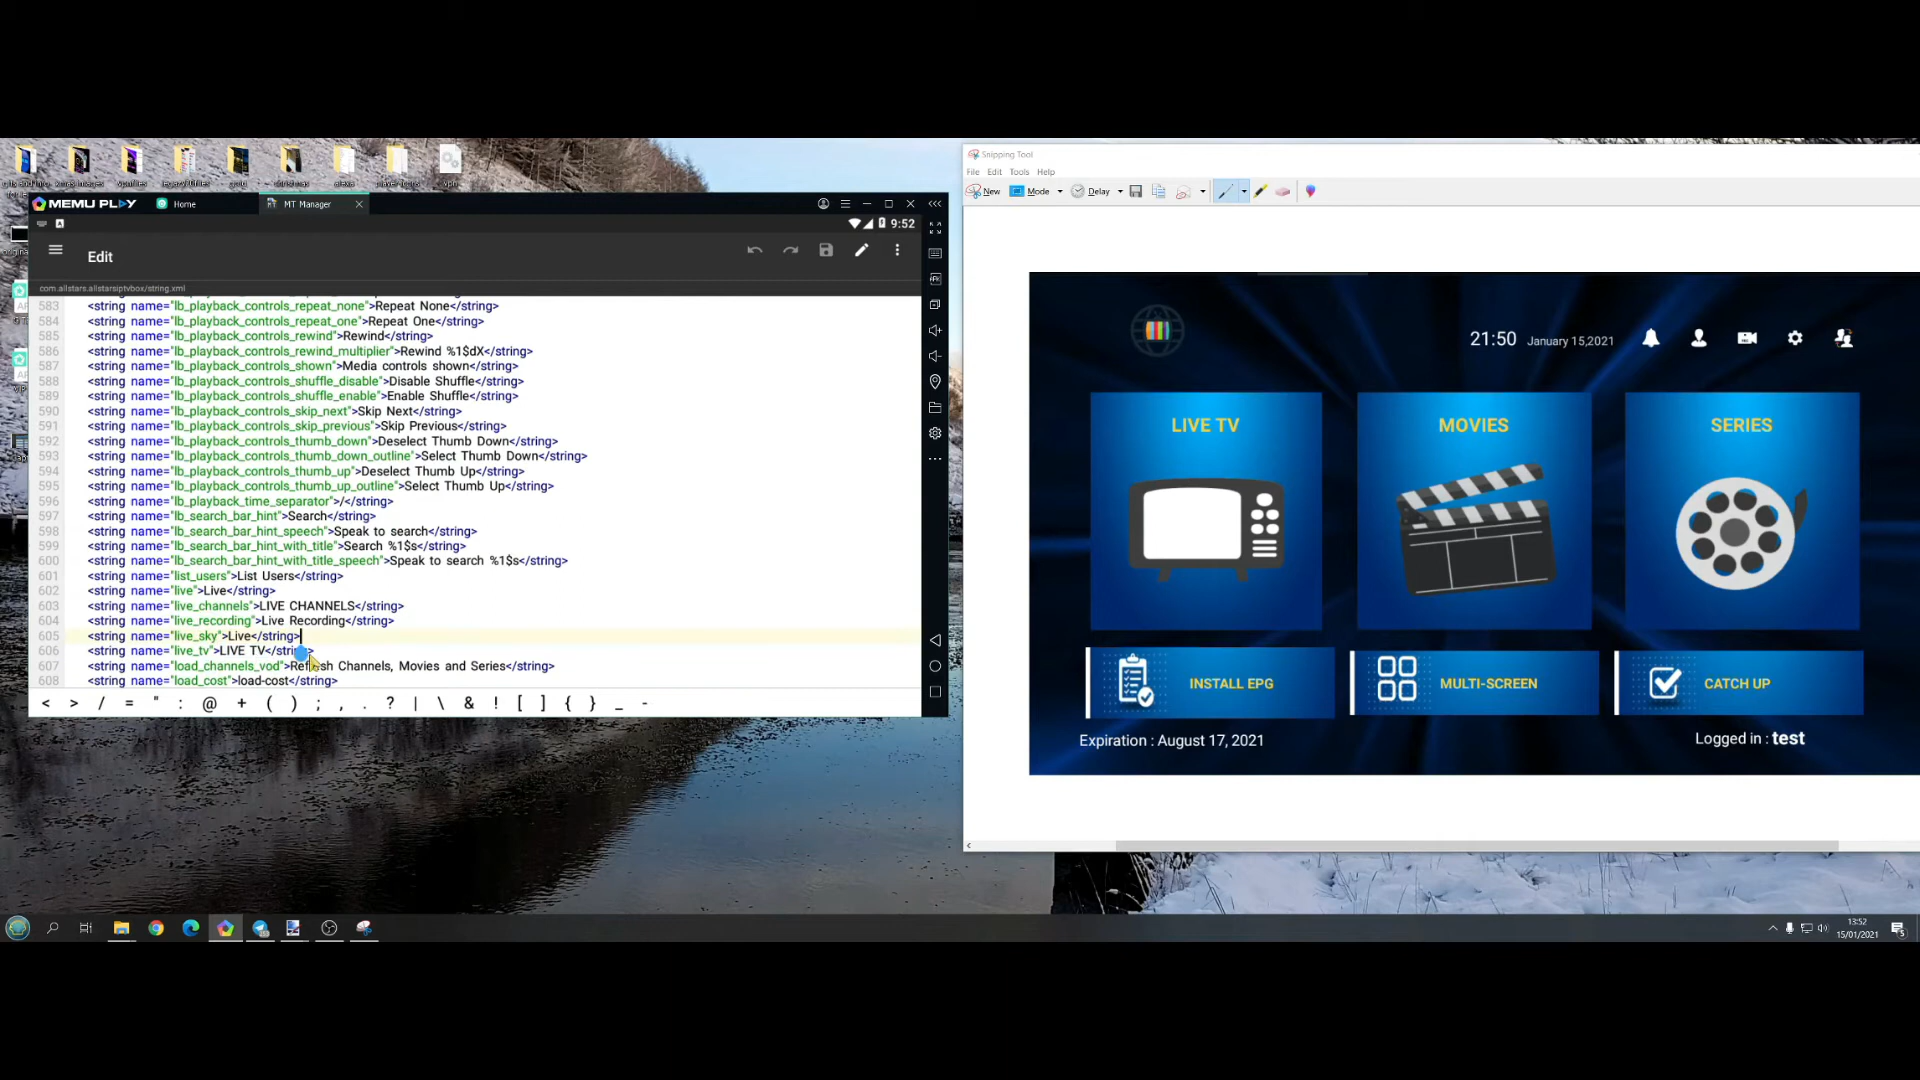 MEMU PLAY
Home
MT Manager
9:52
Edit
com.allstars.allstarsiptvbox/string.xml
583 <string name="lb_playback_controls_repeat_none">Repeat None</string>
584 <string name="lb_playback_controls_repeat_one">Repeat One</string>
585 <string name="lb_playback_controls_rewind">Rewind</string>
586 <string name="lb_playback_controls_rewind_multiplier">Rewind %1$dX</string>
587 <string name="lb_playback_controls_shown">Media controls shown</string>
588 <string name="lb_playback_controls_shuffle_disable">Disable Shuffle</string>
589 <string name="lb_playback_controls_shuffle_enable">Enable Shuffle</string>
590 <string name="lb_playback_controls_skip_next">Skip Next</string>
591 <string name="lb_playback_controls_skip_previous">Skip Previous</string>
592 <string name="lb_playback_controls_thumb_down">Deselect Thumb Down</string>
593 <string name="lb_playback_controls_thumb_down_outline">Select Thumb Down</string>
594 <string name="lb_playback_controls_thumb_up">Deselect Thumb Up</string>
595 <string name="lb_playback_controls_thumb_up_outline">Select Thumb Up</string>
596 <string name="lb_playback_time_separator">/</string>
597 <string name="lb_search_bar_hint">Search</string>
598 <string name="lb_search_bar_hint_speech">Speak to search</string>
599 <string name="lb_search_bar_hint_with_title">Search %1$s</string>
600 <string name="lb_search_bar_hint_with_title_speech">Speak to search %1$s</string>
601 <string name="list_users">List Users</string>
602 <string name="live">Live</string>
603 <string name="live_channels">LIVE CHANNELS</string>
604 <string name="live_recording">Live Recording</string>
605 <string name="live_sky">Live</string>
606 <string name="live_tv">LIVE TV</string>
607 <string name="load_channels_vod">Refresh Channels, Movies and Series</string>
608 <string name="load_cost">load-cost</string>
< > / = " : @ + ( ) ; , . ? | \ & ! [ ] { } _ -
Snipping Tool
File Edit Tools Help
New Mode Delay
21:50 January 15,2021
LIVE TV
MOVIES
SERIES
INSTALL EPG
MULTI-SCREEN
CATCH UP
Expiration : August 17, 2021
Logged in : test
13:52
15/01/2021